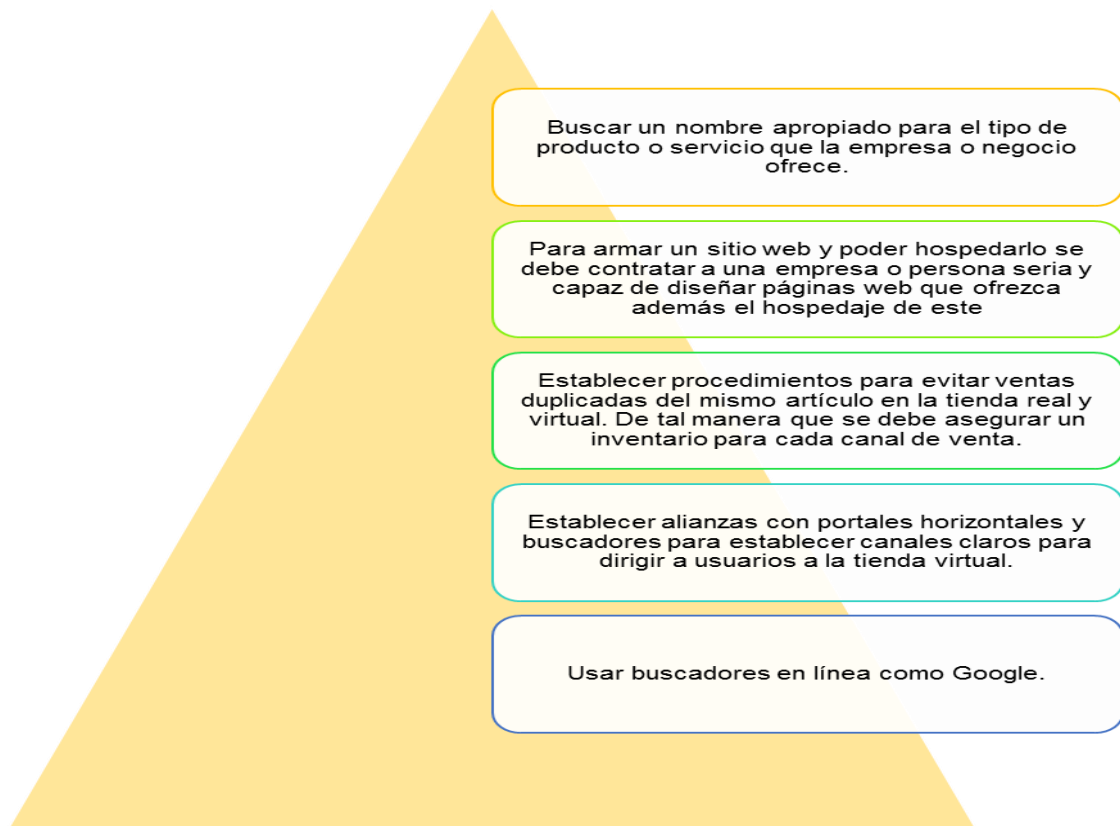 Buscar un nombre apropiado para el tipo de
producto o servicio que la empresa o negocio
ofrece.
Para armar un sitio web y poder hospedarlo se
debe contratar a una empresa o persona seria y
capaz de diseñar páginas web que ofrezca
además el hospedaje de este
Establecer procedimientos para evitar ventas
duplicadas del mismo artículo en la tienda real y
virtual. De tal manera que se debe asegurar un
inventario para cada canal de venta.
Establecer alianzas con portales horizontales y
buscadores para establecer canales claros para
dirigir a usuarios a la tienda virtual.
Usar buscadores en línea como Google.